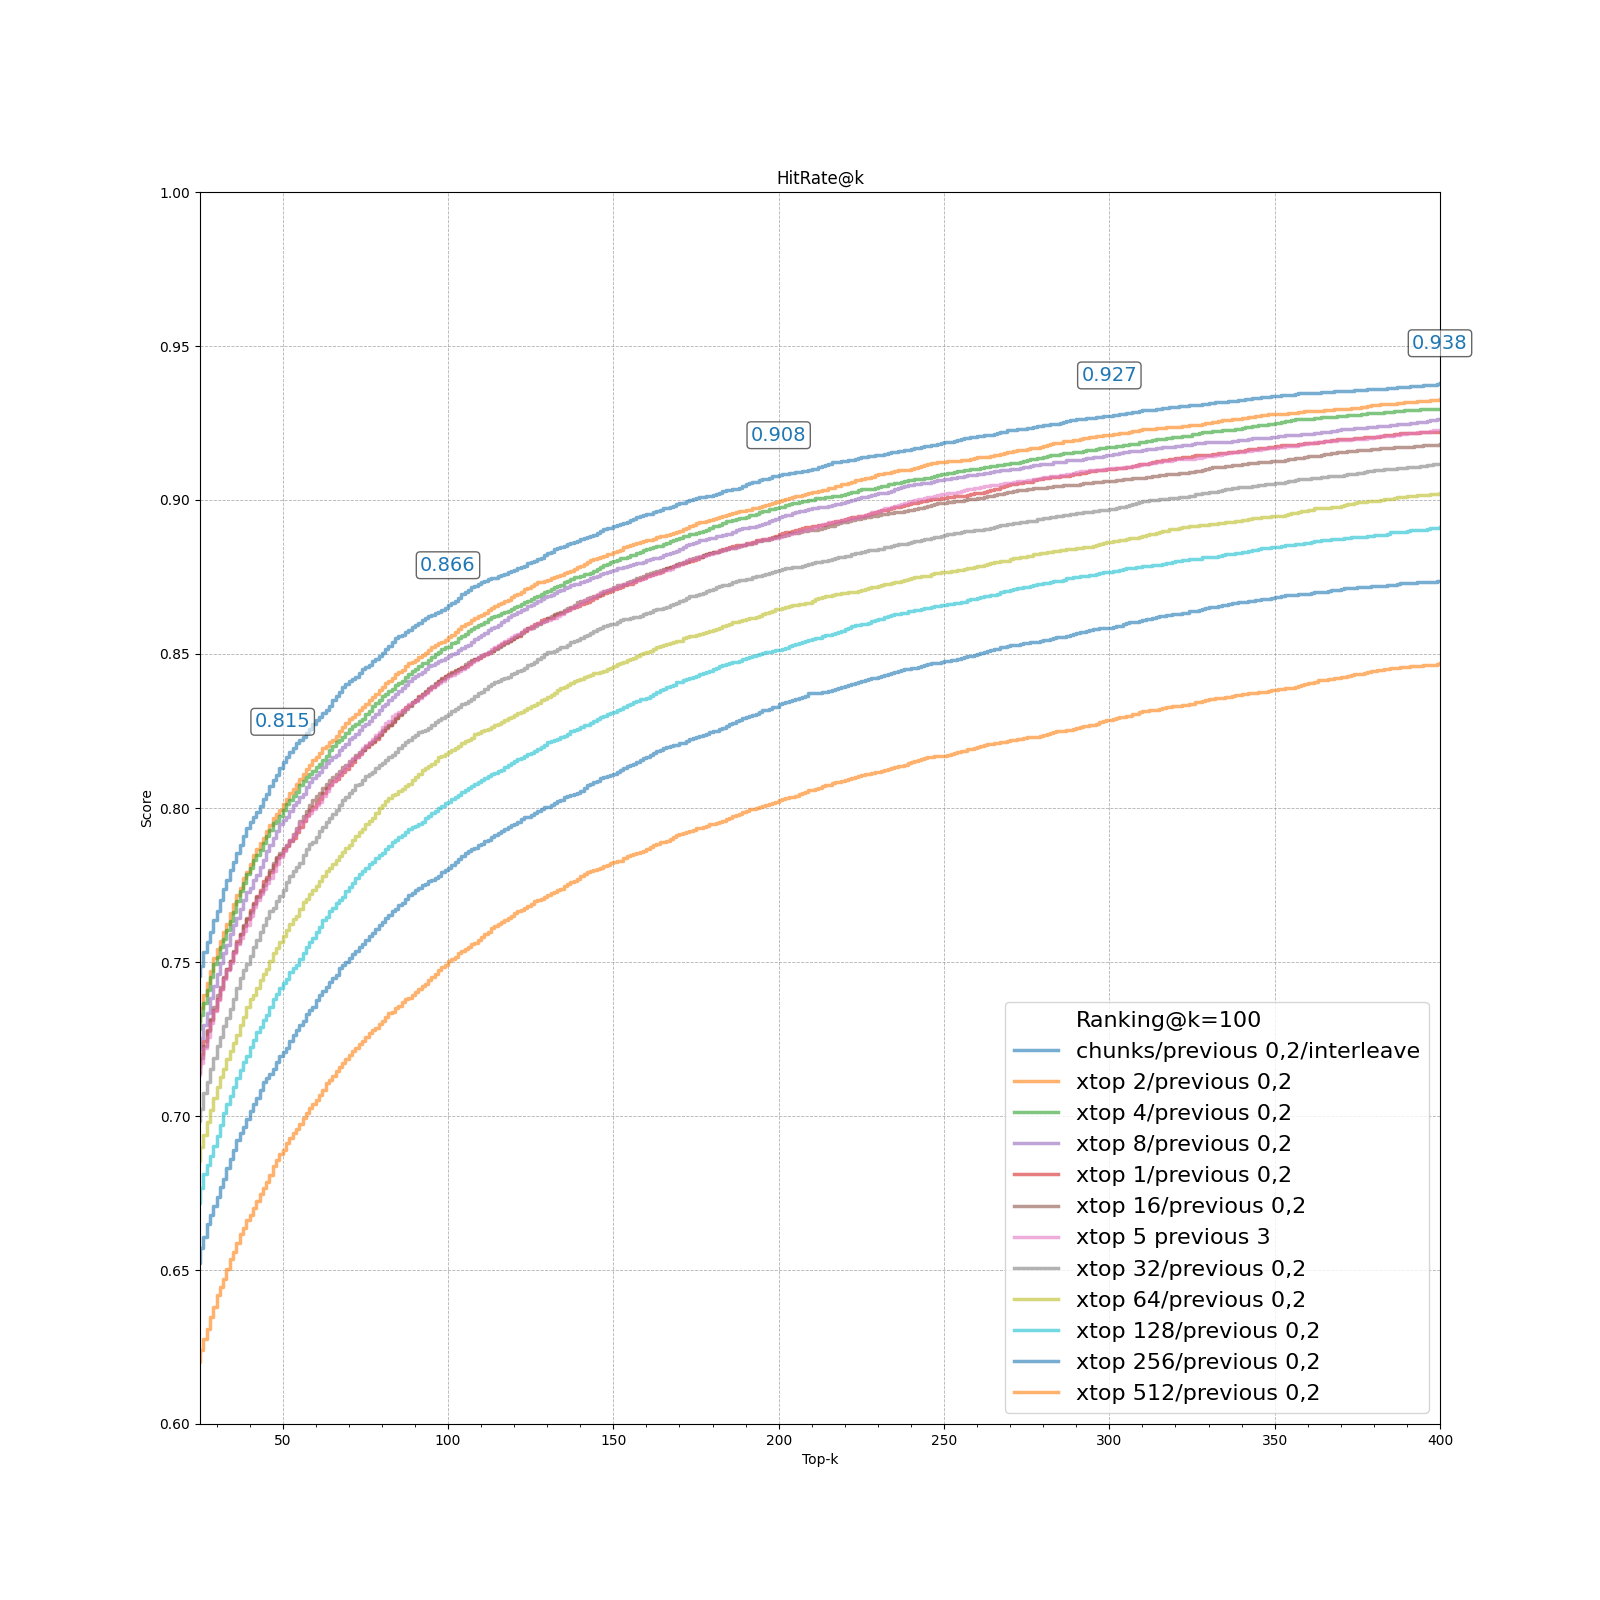 HitRate@k
1.00
0.95
0.90
0.85
0.80
0.75
0.70
0.65
0.60
Score
0.815
0.866
0.908
0.927
0.938
Ranking@k=100
chunks/previous 0,2/interleave
xtop 2/previous 0,2
xtop 4/previous 0,2
xtop 8/previous 0,2
xtop 1/previous 0,2
xtop 16/previous 0,2
xtop 5 previous 3
xtop 32/previous 0,2
xtop 64/previous 0,2
xtop 128/previous 0,2
xtop 256/previous 0,2
xtop 512/previous 0,2
50 100 150 200 250 300 350 400
Top-k